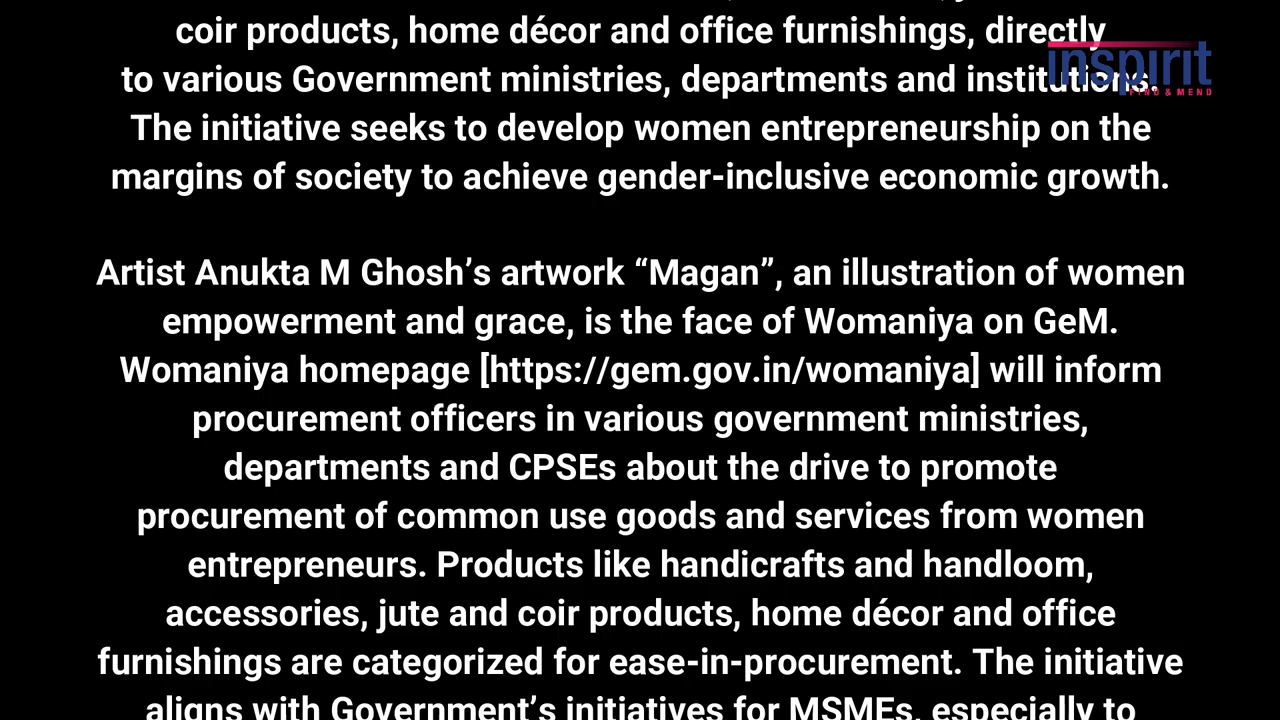 coir products, home décor and office furnishings, directly
to various Government ministries, departments and institutions.
The initiative seeks to develop women entrepreneurship on the
margins of society to achieve gender-inclusive economic growth.
Artist Anukta M Ghosh’s artwork “Magan”, an illustration of women
empowerment and grace, is the face of Womaniya on GeM.
Womaniya homepage [https://gem.gov.in/womaniya] will inform
procurement officers in various government ministries,
departments and CPSEs about the drive to promote
procurement of common use goods and services from women
entrepreneurs. Products like handicrafts and handloom,
accessories, jute and coir products, home décor and office
furnishings are categorized for ease-in-procurement. The initiative
aligns with Government’s initiatives for MSMEs, especially to
inspirit
FIND & MEND